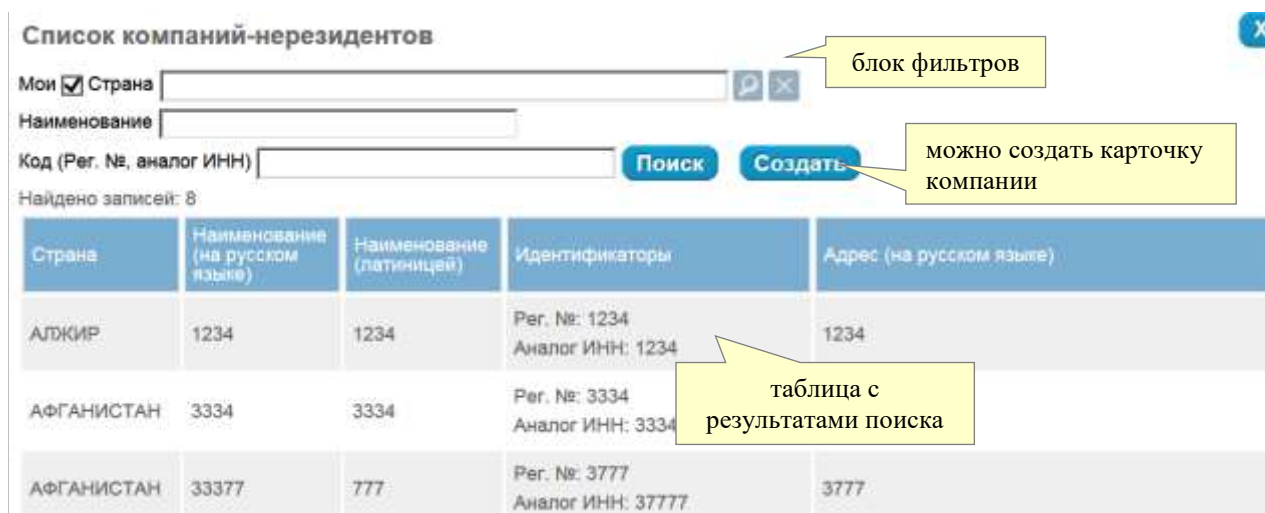 Список компаний-нерезидентов
X
блок фильтров
Мои Страна
Наименование
Код (Рег. №, аналог ИНН) Поиск Создать
можно создать карточку
компании
Найдено записей: 8
Страна
Наименование
(на русском
языке)
Наименование
(латиницей)
Идентификаторы
Адрес (на русском языке)
АЛЖИР 1234 1234
Рег. №: 1234
Аналог ИНН: 1234
1234
таблица с
результатами поиска
АФГАНИСТАН 3334 3334
Рег. №: 3334
Аналог ИНН: 3334
АФГАНИСТАН 33377 777
Рег. №: 3777
Аналог ИНН: 37777
3777